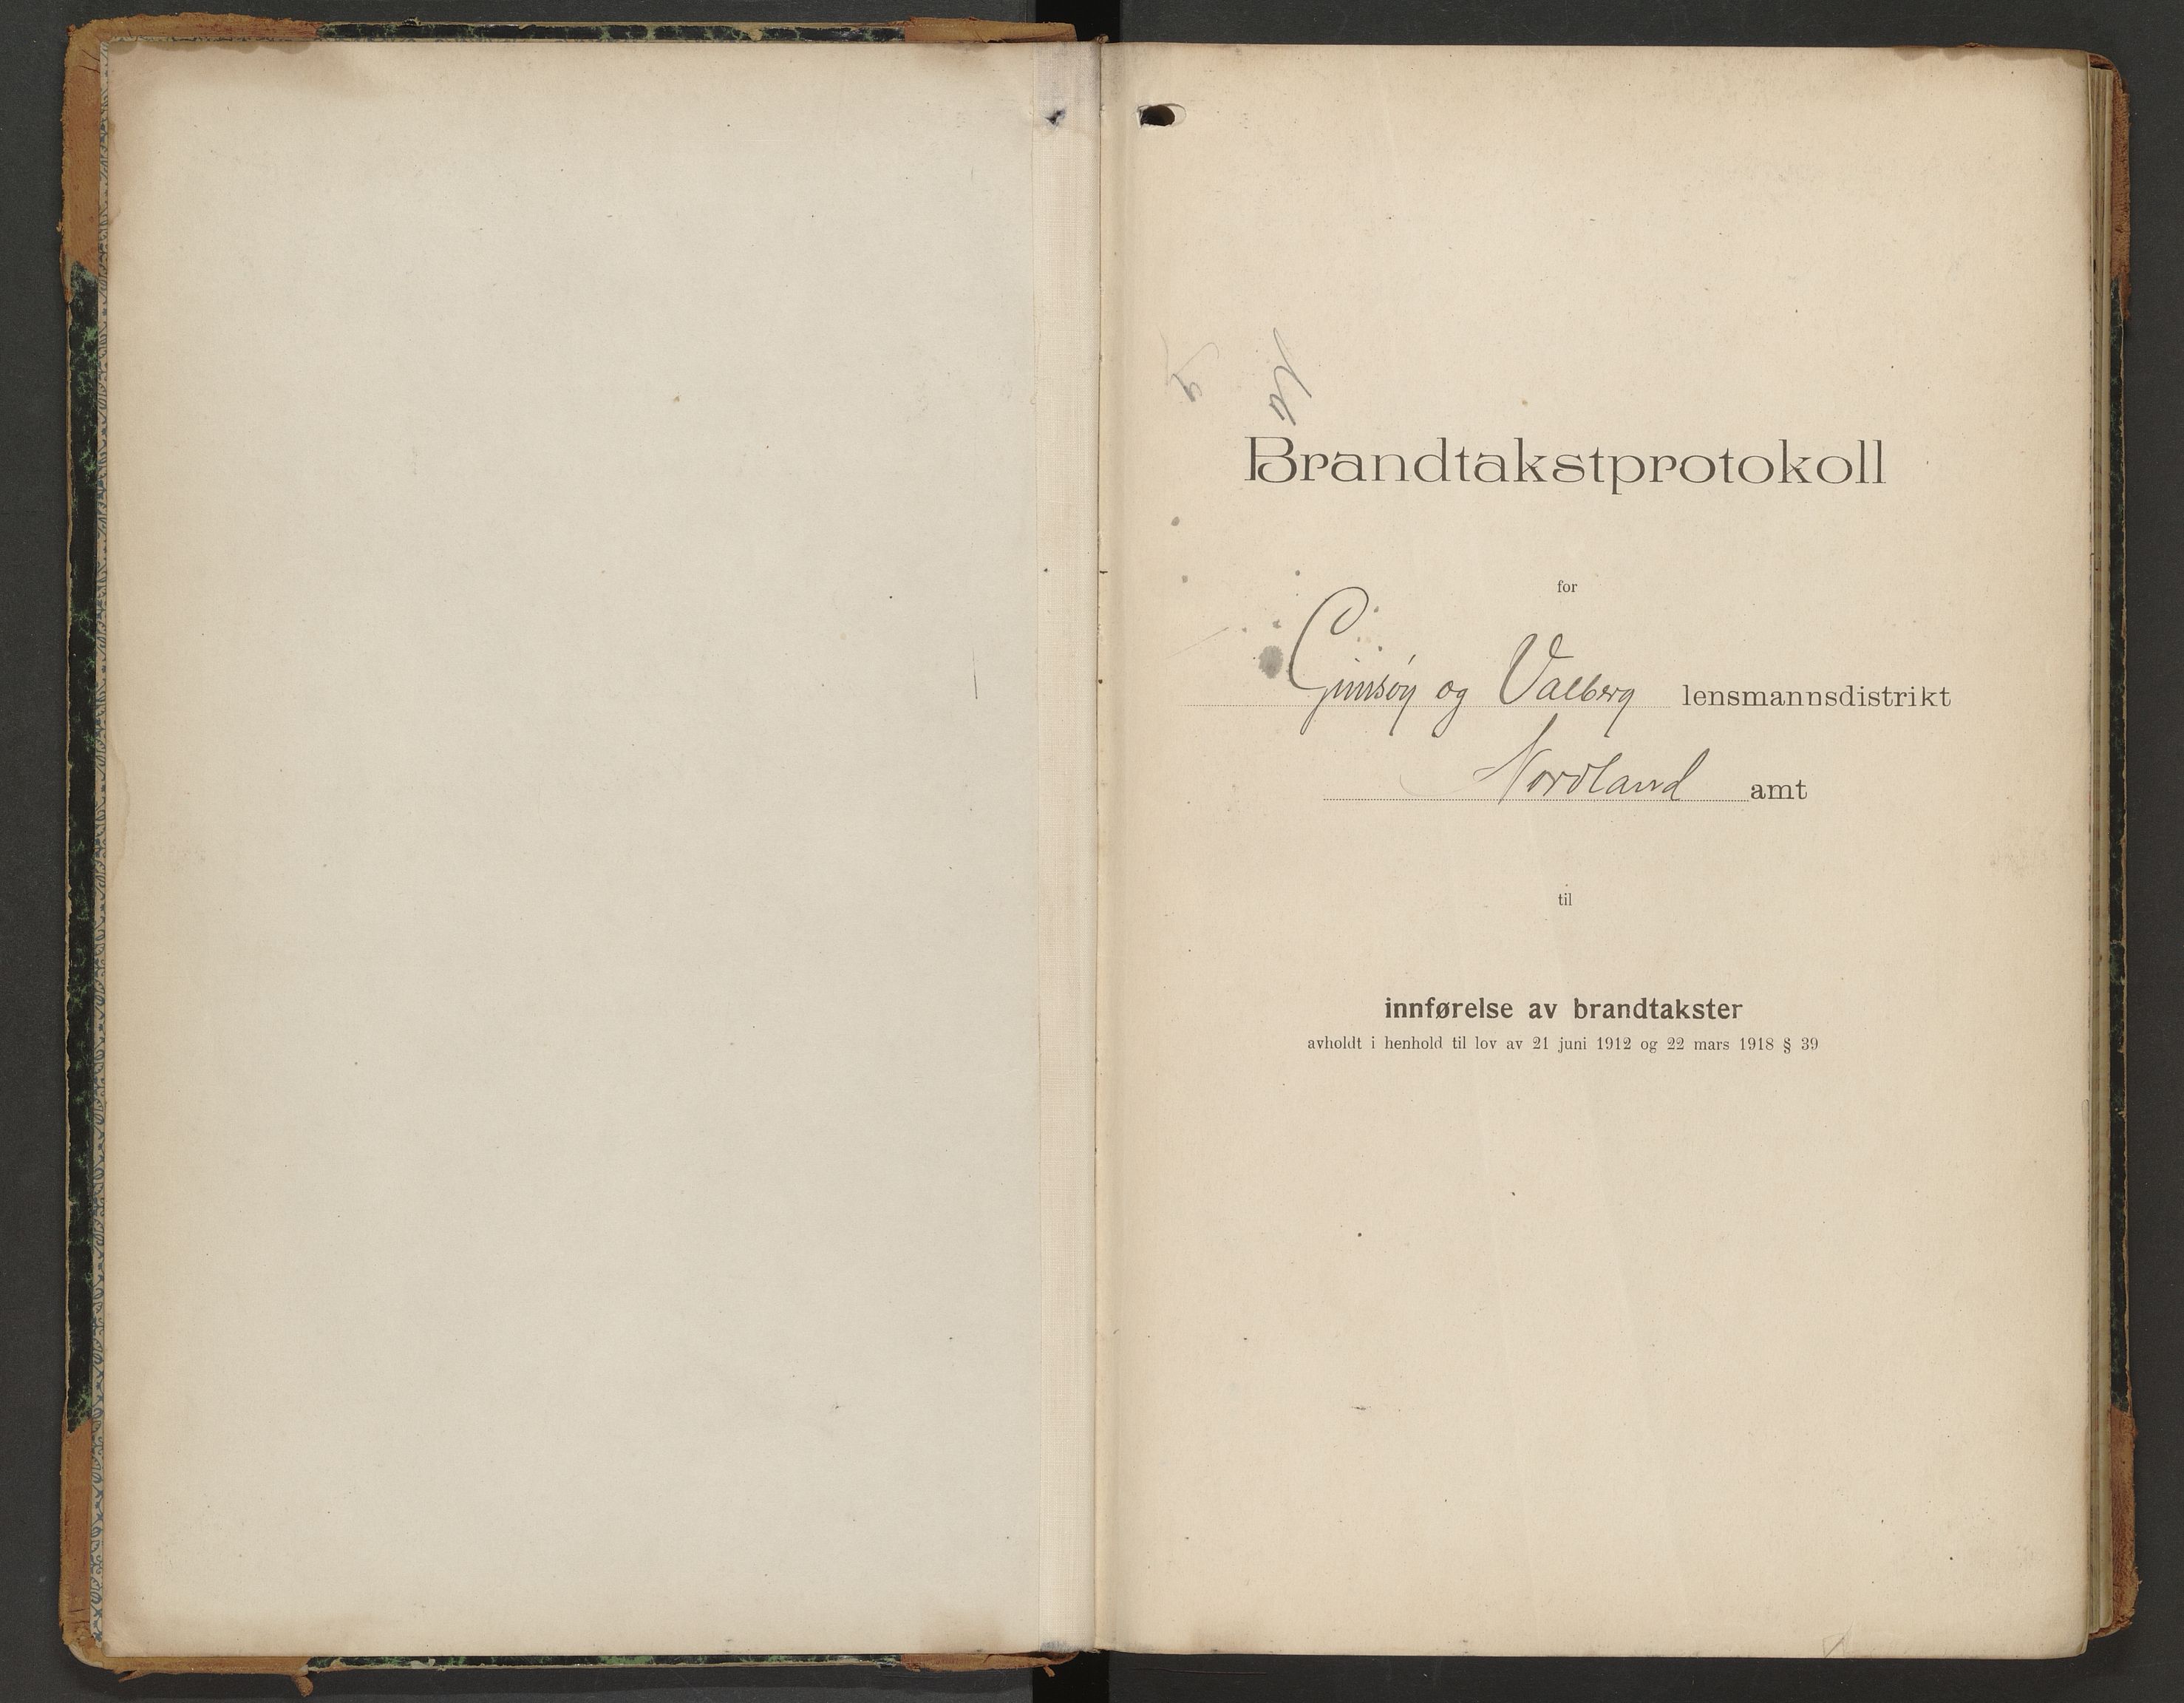 Brandtakstprotokoll
for
Gimsøy og Valberg lensmannsdistrikt
Nordland amt
til
innførelse av brandtakster
avholdt i henhold til lov av 21 juni 1912 og 22 mars 1918 § 39